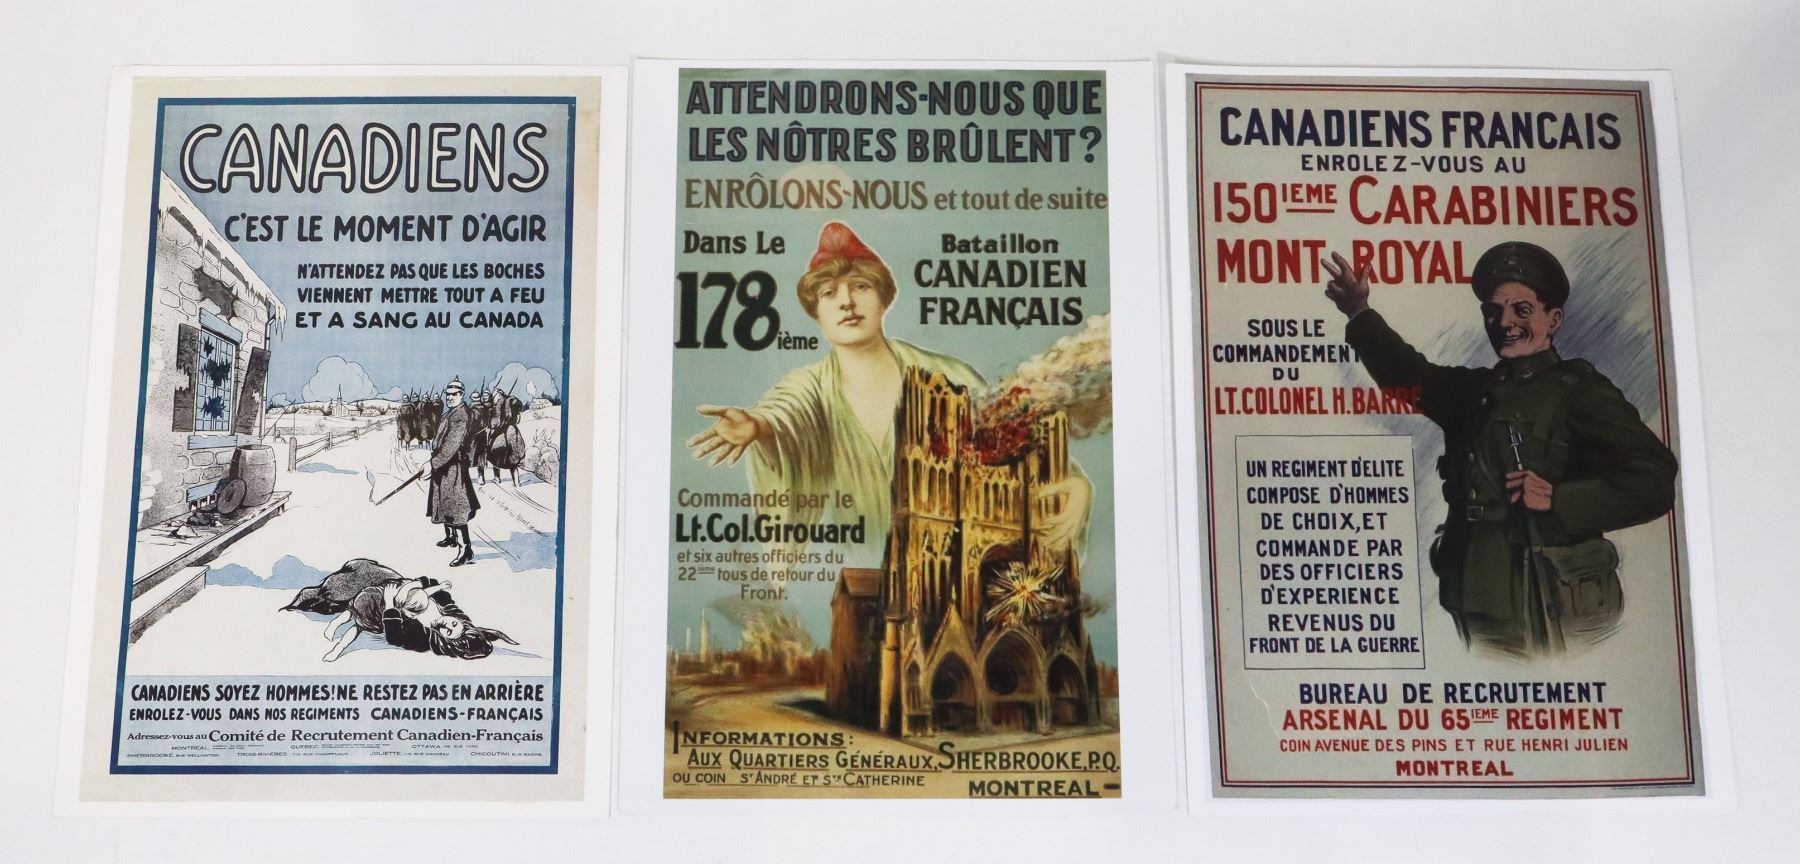 CANADIENS
C'EST LE MOMENT D'AGIR
N'ATTENDEZ PAS QUE LES BOCHES
VIENNENT METTRE TOUT A FEU
ET A SANG AU CANADA
CANADIENS SOYEZ HOMMES! NE RESTEZ PAS EN ARRIÈRE
ENROLEZ-VOUS DANS NOS REGIMENTS CANADIENS-FRANÇAIS
Adressez-vous au Comité de Recrutement Canadien-Français
MONTREAL, QUEBEC, OTTAWA
SHERBROOKE, RUE WELLINGTON TROIS-RIVIERES, JOLIETTE, CHICOUTIMI, RUE RACINE
ATTENDRONS-NOUS QUE
LES NÔTRES BRÛLENT?
ENRÔLONS-NOUS et tout de suite
Dans Le
178ième
Bataillon
CANADIEN
FRANÇAIS
Commandé par le
Lt.Col.Girouard
et six autres officiers du
22ième tous de retour du
Front.
INFORMATIONS:
AUX QUARTIERS GÉNÉRAUX, SHERBROOKE, P.Q.
OU COIN ST ANDRÉ ET STE CATHERINE
MONTREAL-
CANADIENS FRANCAIS
ENROLEZ-VOUS AU
150IEME CARABINIERS
MONT-ROYAL
SOUS LE
COMMANDEMENT
DU
LT. COLONEL H. BARRE
UN REGIMENT D'ELITE
COMPOSE D'HOMMES
DE CHOIX, ET
COMMANDE PAR
DES OFFICIERS
D'EXPERIENCE
REVENUS DU
FRONT DE LA GUERRE
BUREAU DE RECRUTEMENT
ARSENAL DU 65IEME REGIMENT
COIN AVENUE DES PINS ET RUE HENRI JULIEN
MONTREAL